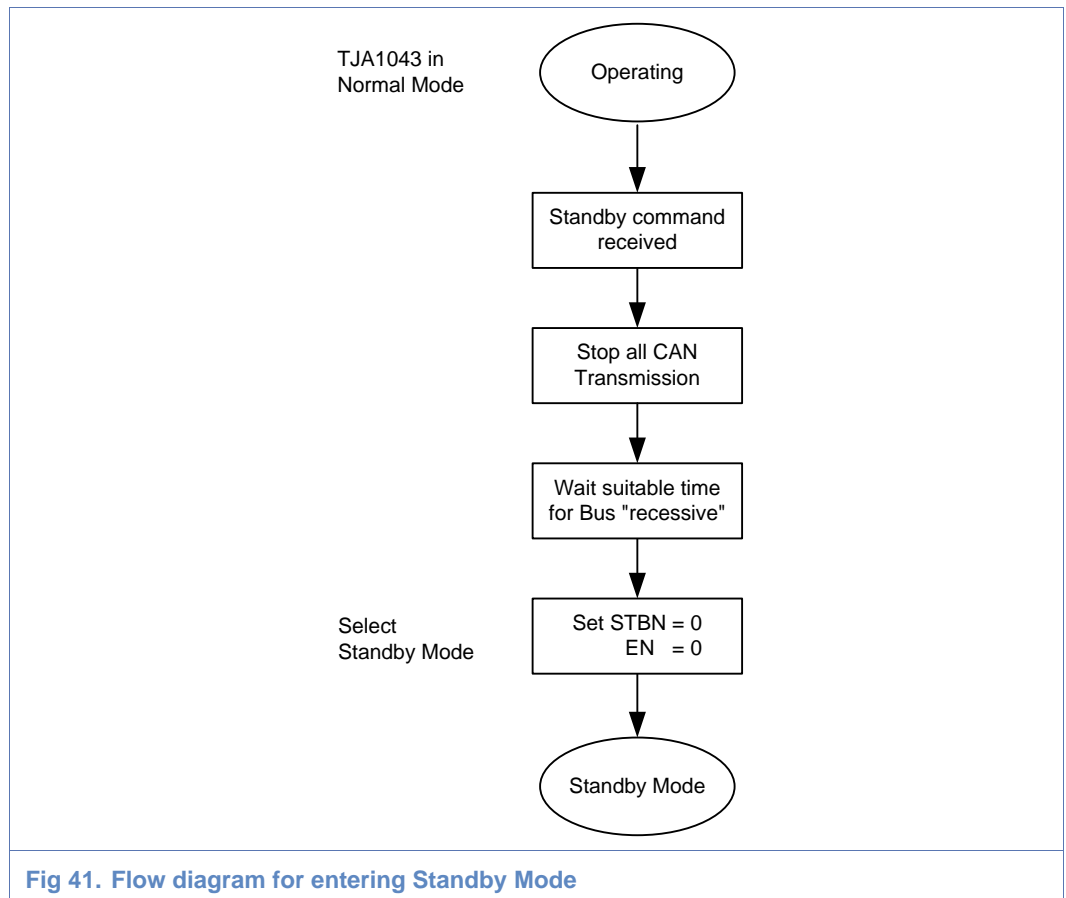 TJA1043 in
Normal Mode
Operating
Standby command
received
Stop all CAN
Transmission
Wait suitable time
for Bus "recessive"
Select
Standby Mode
Set STBN = 0
EN = 0
Standby Mode
Fig 41. Flow diagram for entering Standby Mode